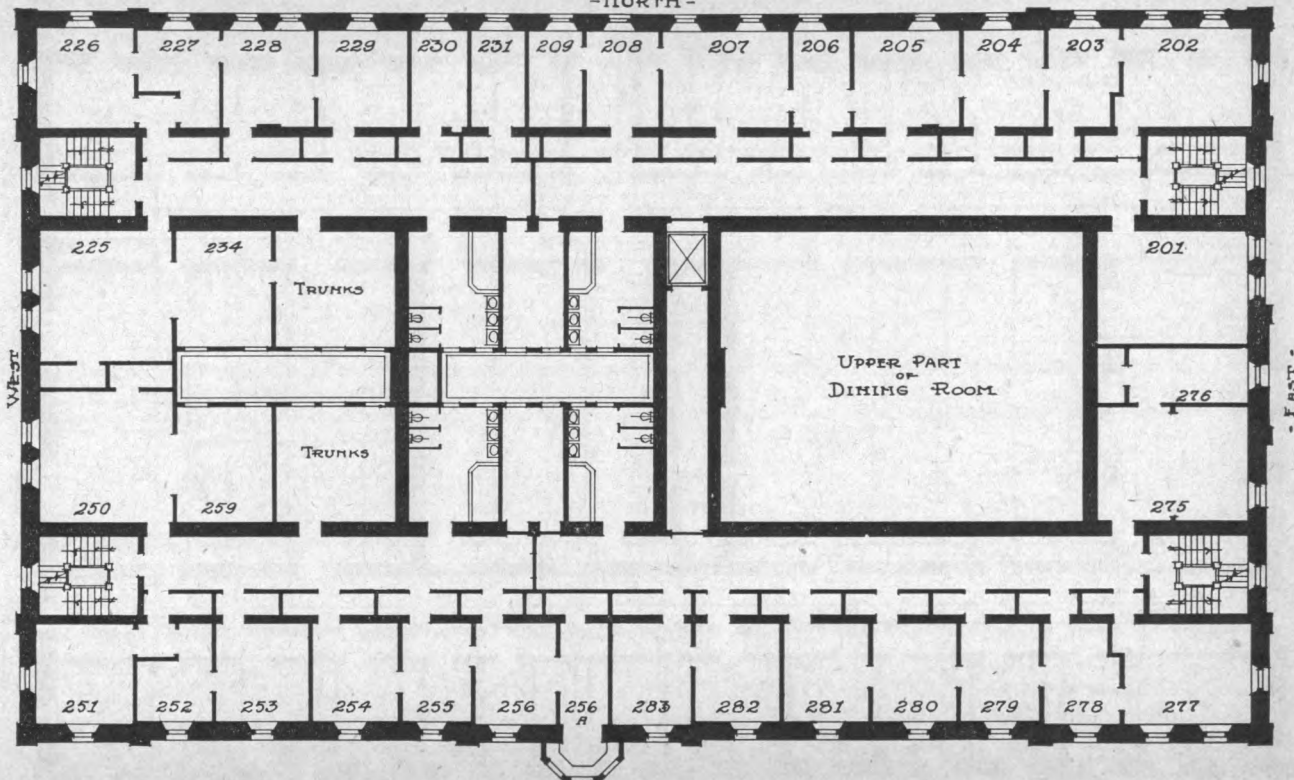 -NORTH-
226 227 228 229 230 231 209 208 207 206 205 204 203 202
225 234 201
TRUNKS
WEST
UPPER PART
OF
DINING ROOM
276
- EAST -
TRUNKS
250 259 275
251 252 253 254 255 256 256
A
283 282 281 280 279 278 277